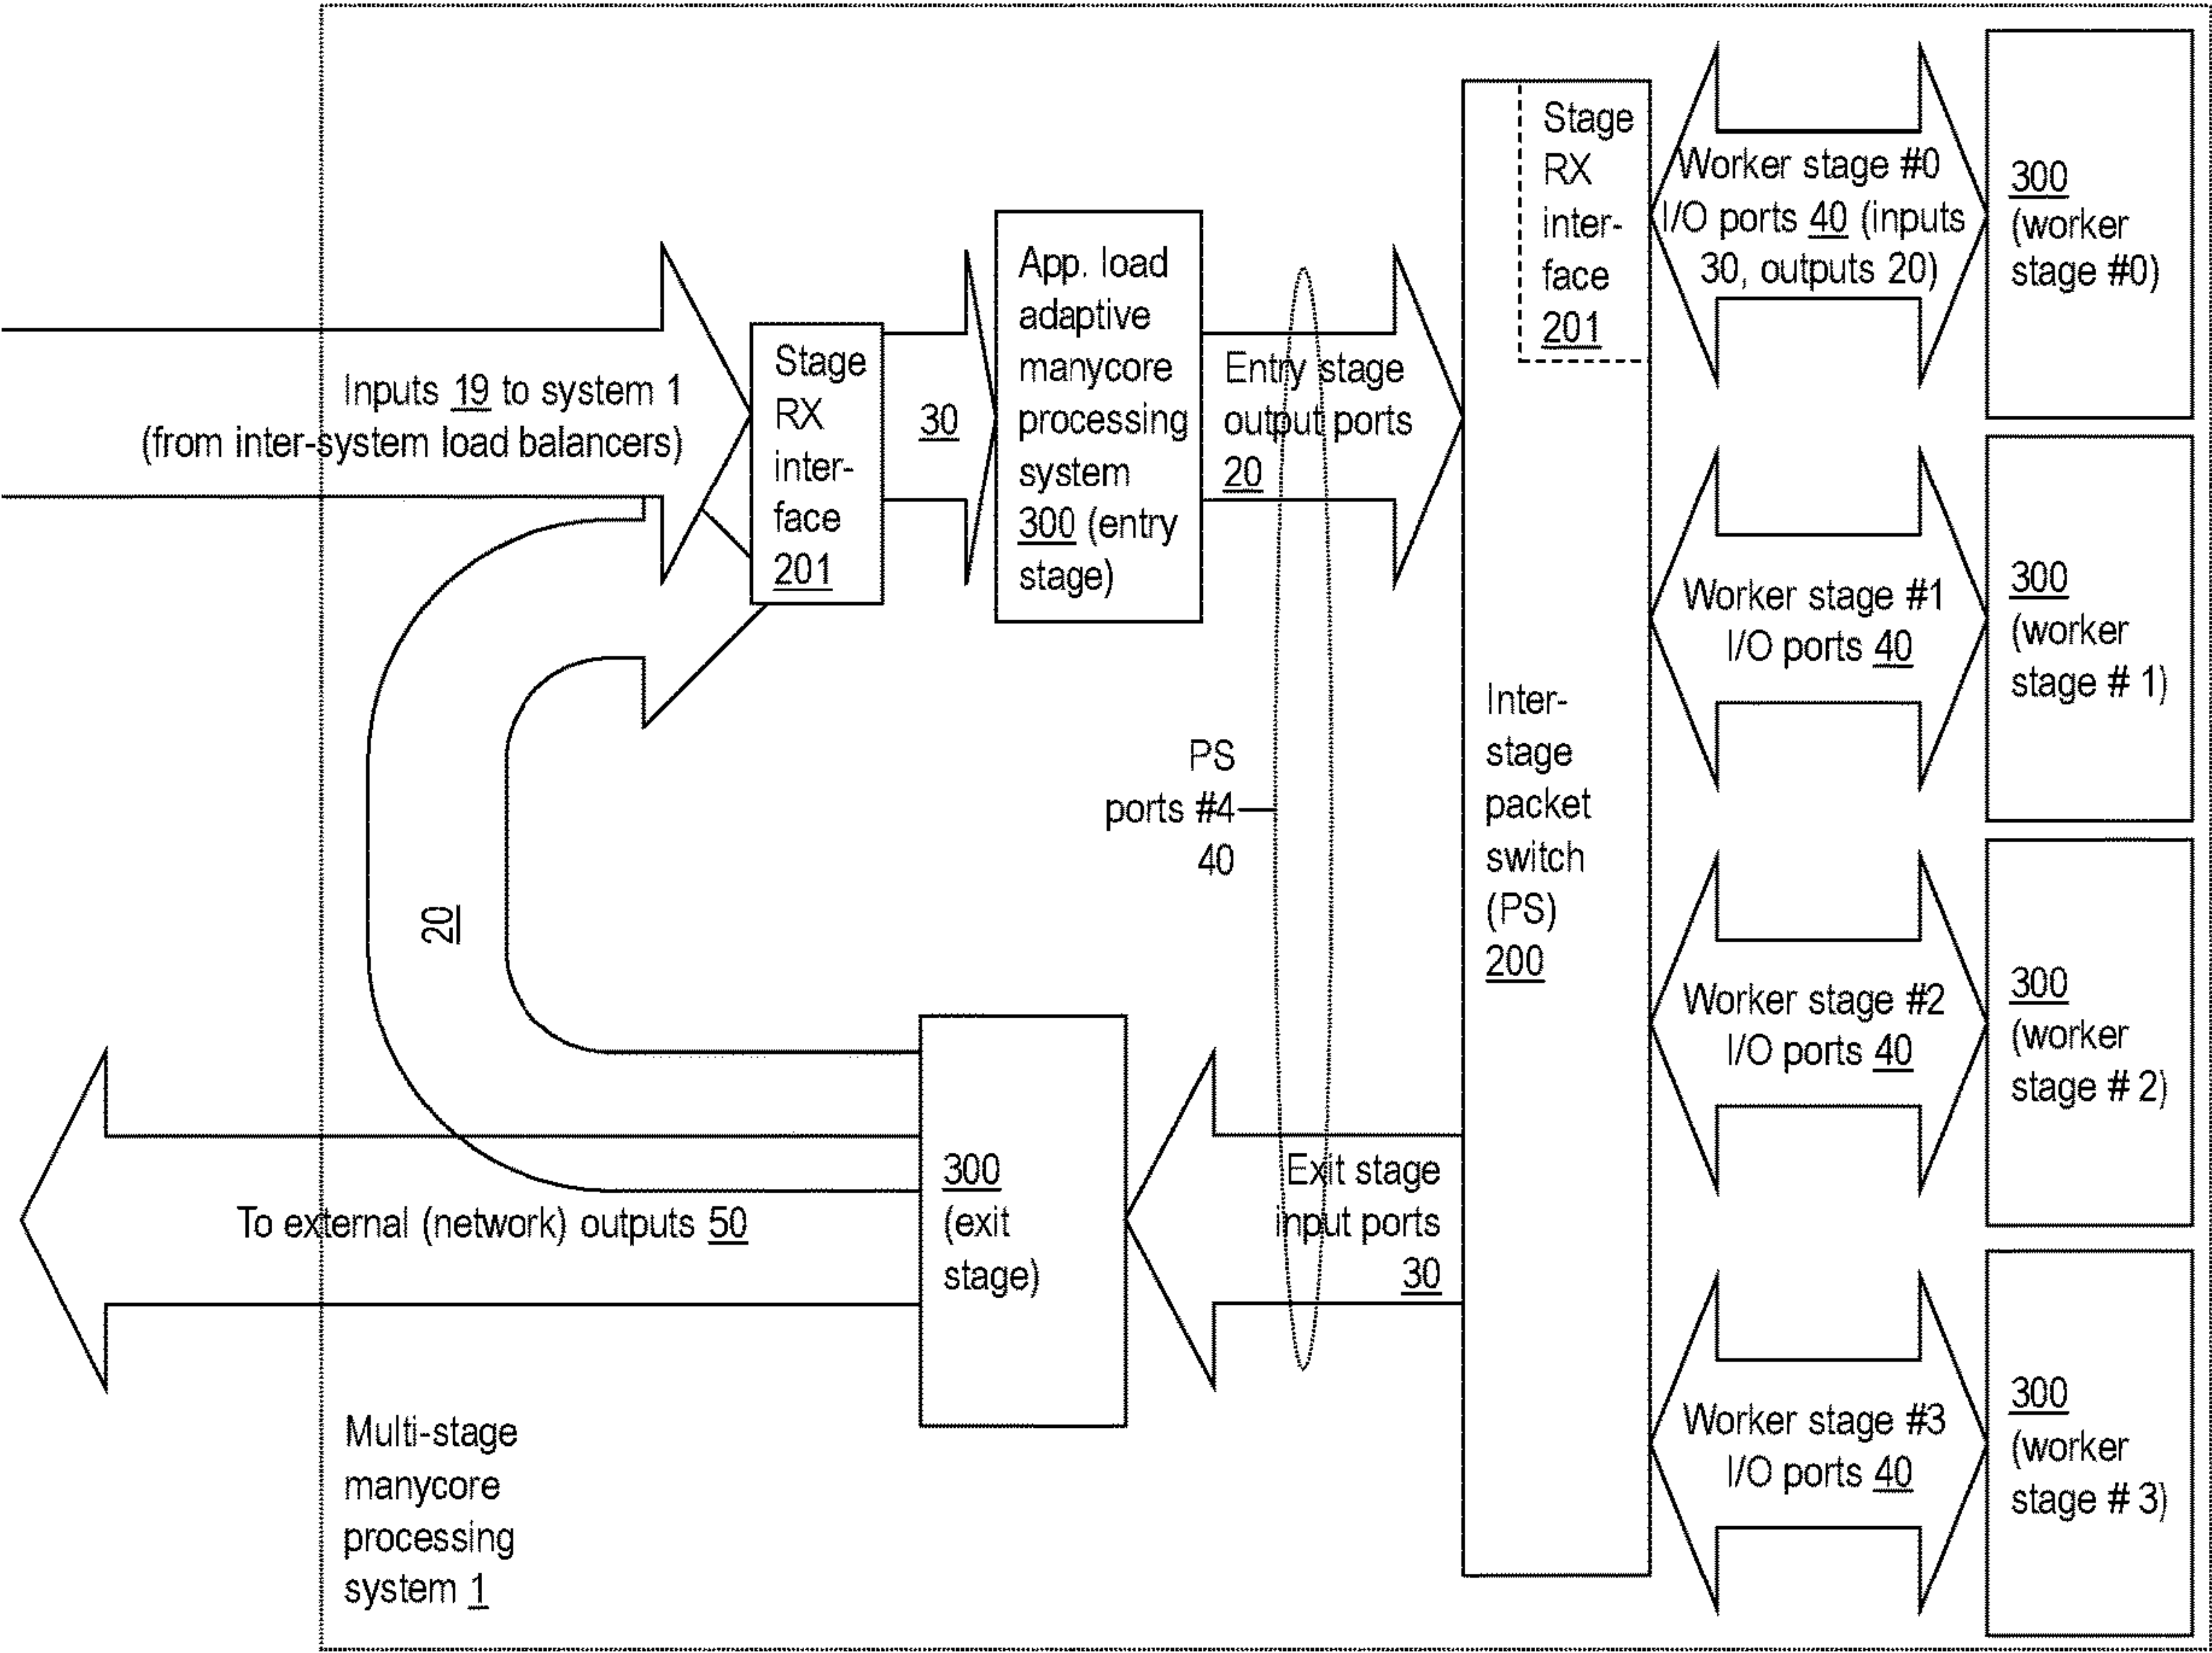 Inputs 19 to system 1
(from inter-system load balancers)
Stage
RX
inter-
face
201
30
App. load
adaptive
manycore
processing
system
300 (entry
stage)
Entry stage
output ports
20
Stage
RX
inter-
face
201
Inter-
stage
packet
switch
(PS)
200
Worker stage #0
I/O ports 40 (inputs
30, outputs 20)
300
(worker
stage #0)
Worker stage #1
I/O ports 40
300
(worker
stage # 1)
Worker stage #2
I/O ports 40
300
(worker
stage # 2)
Worker stage #3
I/O ports 40
300
(worker
stage # 3)
PS
ports #4
40
20
Exit stage
input ports
30
300
(exit
stage)
To external (network) outputs 50
Multi-stage
manycore
processing
system 1